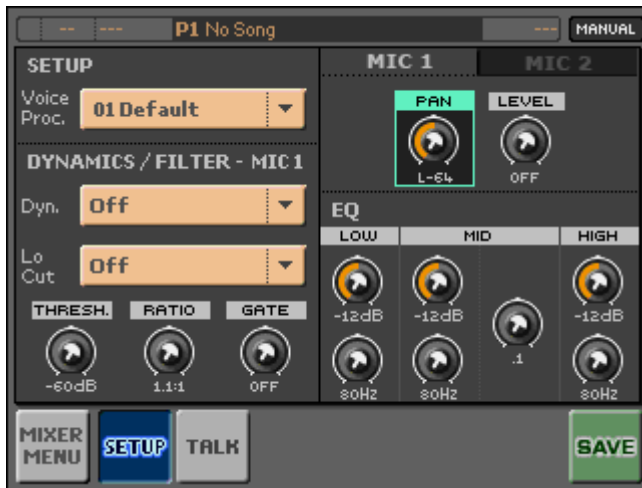 -- --- P1 No Song --- MANUAL
SETUP
Voice Proc. 01 Default
DYNAMICS / FILTER - MIC 1
Dyn. Off
Lo Cut Off
THRESH. RATIO GATE
-60dB 1.1:1 OFF
MIC 1 MIC 2
PAN LEVEL
L-64 OFF
EQ
LOW MID HIGH
-12dB -12dB .1 -12dB
80HZ 80HZ 80HZ
MIXER MENU SETUP TALK SAVE